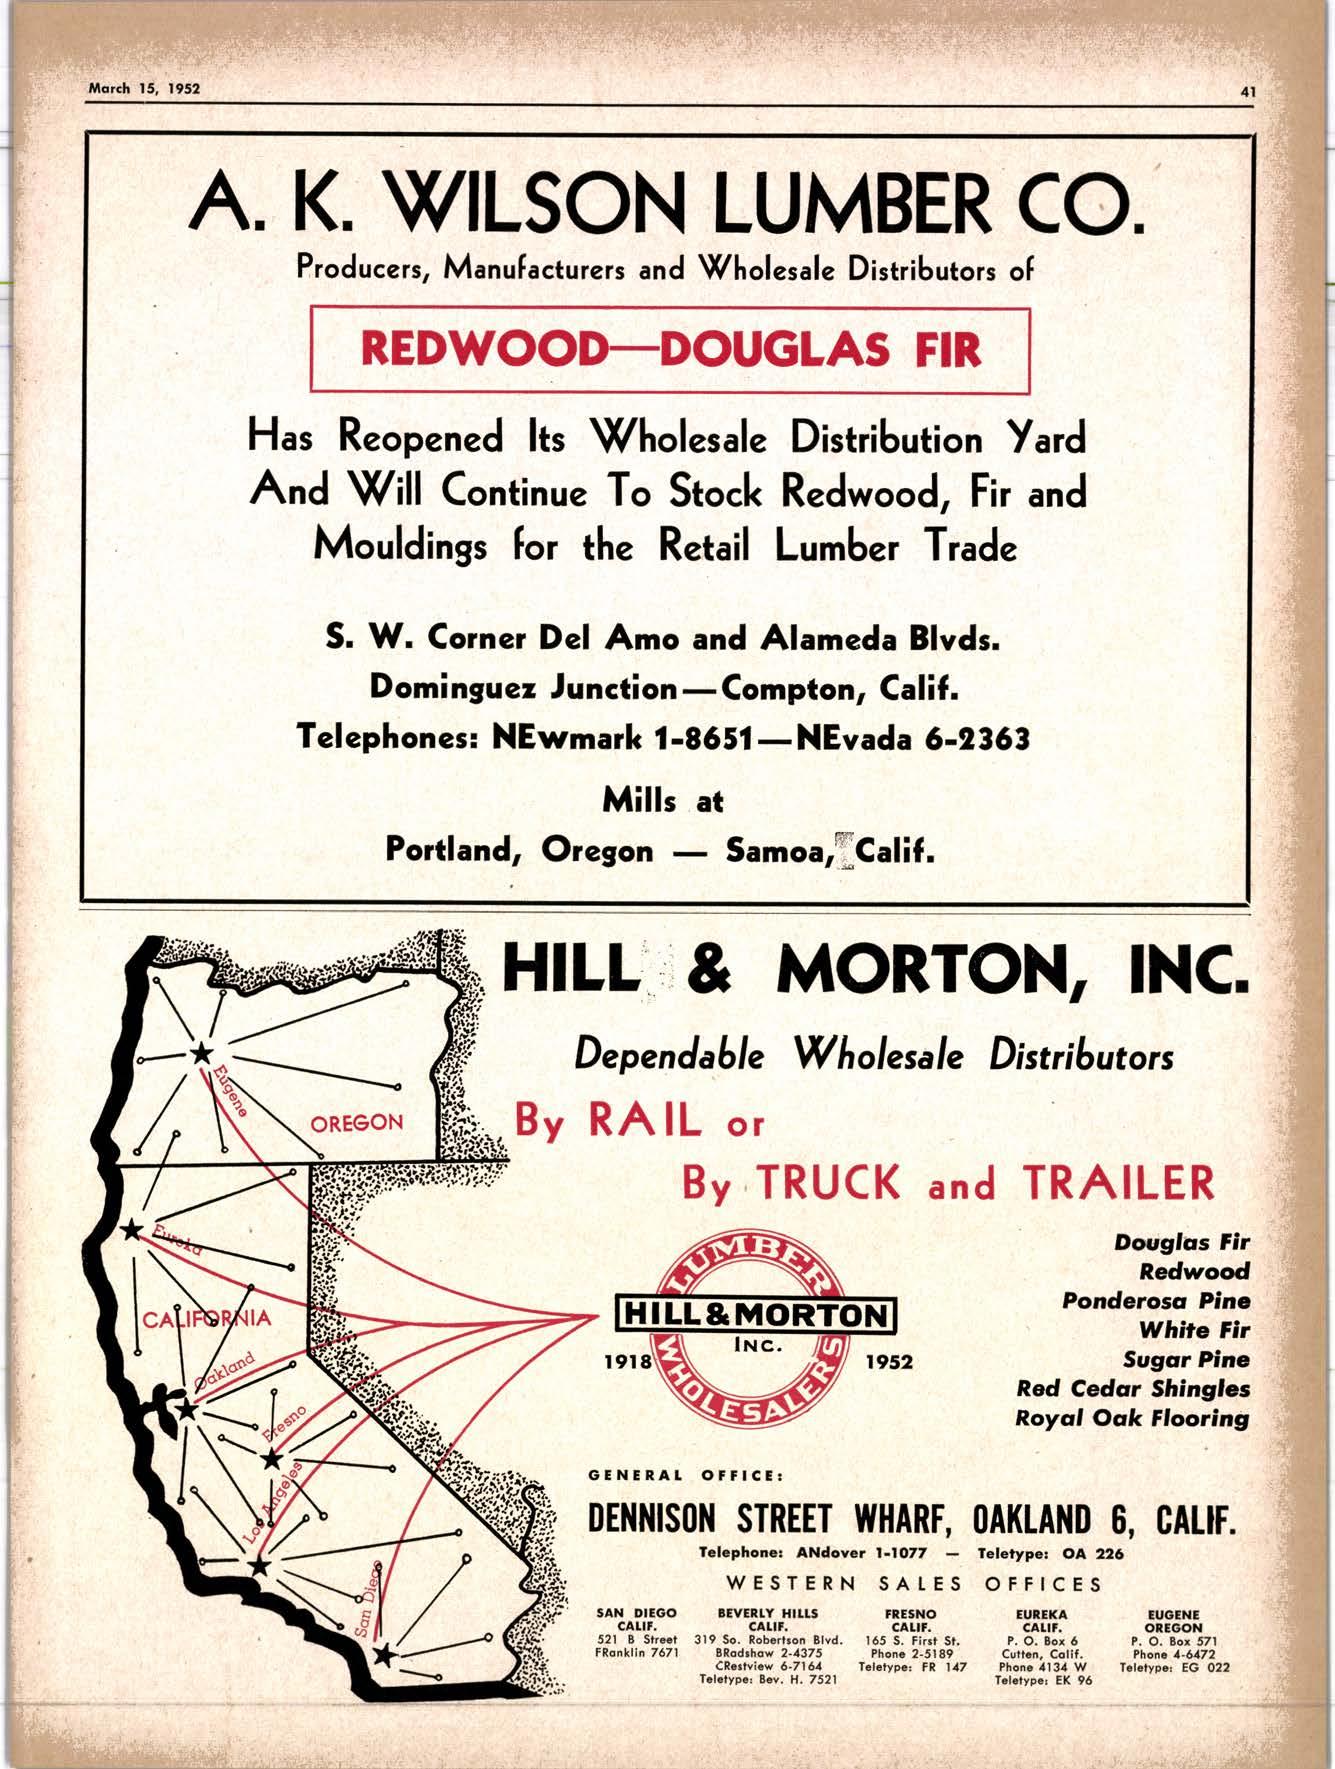 March 15, 1952
41
A. K. WILSON LUMBER CO.
Producers, Manufacturers and Wholesale Distributors of
REDWOOD—DOUGLAS FIR
Has Reopened Its Wholesale Distribution Yard
And Will Continue To Stock Redwood, Fir and
Mouldings for the Retail Lumber Trade
S. W. Corner Del Amo and Alameda Blvds.
Dominguez Junction—Compton, Calif.
Telephones: NEwmark 1-8651—NEvada 6-2363
Mills at
Portland, Oregon — Samoa, Calif.
HILL & MORTON, INC.
Dependable Wholesale Distributors
By RAIL or
By TRUCK and TRAILER
Eugene
OREGON
Eureka
CALIFORNIA
Oakland
Fresno
Los Angeles
San Diego
LUMBER
HILL & MORTON
INC.
1918
1952
WHOLESALERS
Douglas Fir
Redwood
Ponderosa Pine
White Fir
Sugar Pine
Red Cedar Shingles
Royal Oak Flooring
GENERAL OFFICE:
DENNISON STREET WHARF, OAKLAND 6, CALIF.
Telephone: ANdover 1-1077 — Teletype: OA 226
WESTERN SALES OFFICES
SAN DIEGO
CALIF.
521 B Street
FRanklin 7671
BEVERLY HILLS
CALIF.
319 So. Robertson Blvd.
BRadshaw 2-4375
CRestview 6-7164
Teletype: Bev. H. 7521
FRESNO
CALIF.
165 S. First St.
Phone 2-5189
Teletype: FR 147
EUREKA
CALIF.
P. O. Box 6
Cutten, Calif.
Phone 4134 W
Teletype: EK 96
EUGENE
OREGON
P. O. Box 571
Phone 4-6472
Teletype: EG 022